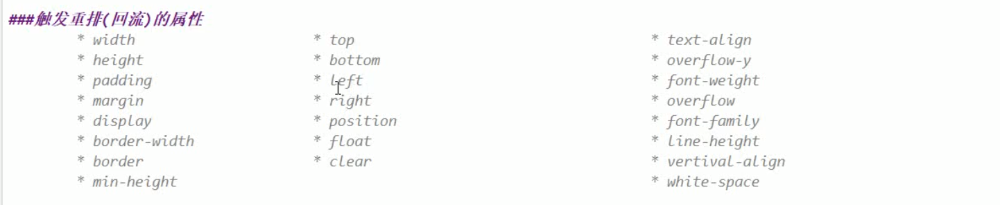 ###触发重排(回流)的属性
* width * top * text-align
* height * bottom * overflow-y
* padding * left * font-weight
* margin * right * overflow
* display * position * font-family
* border-width * float * line-height
* border * clear * vertival-align
* min-height * white-space